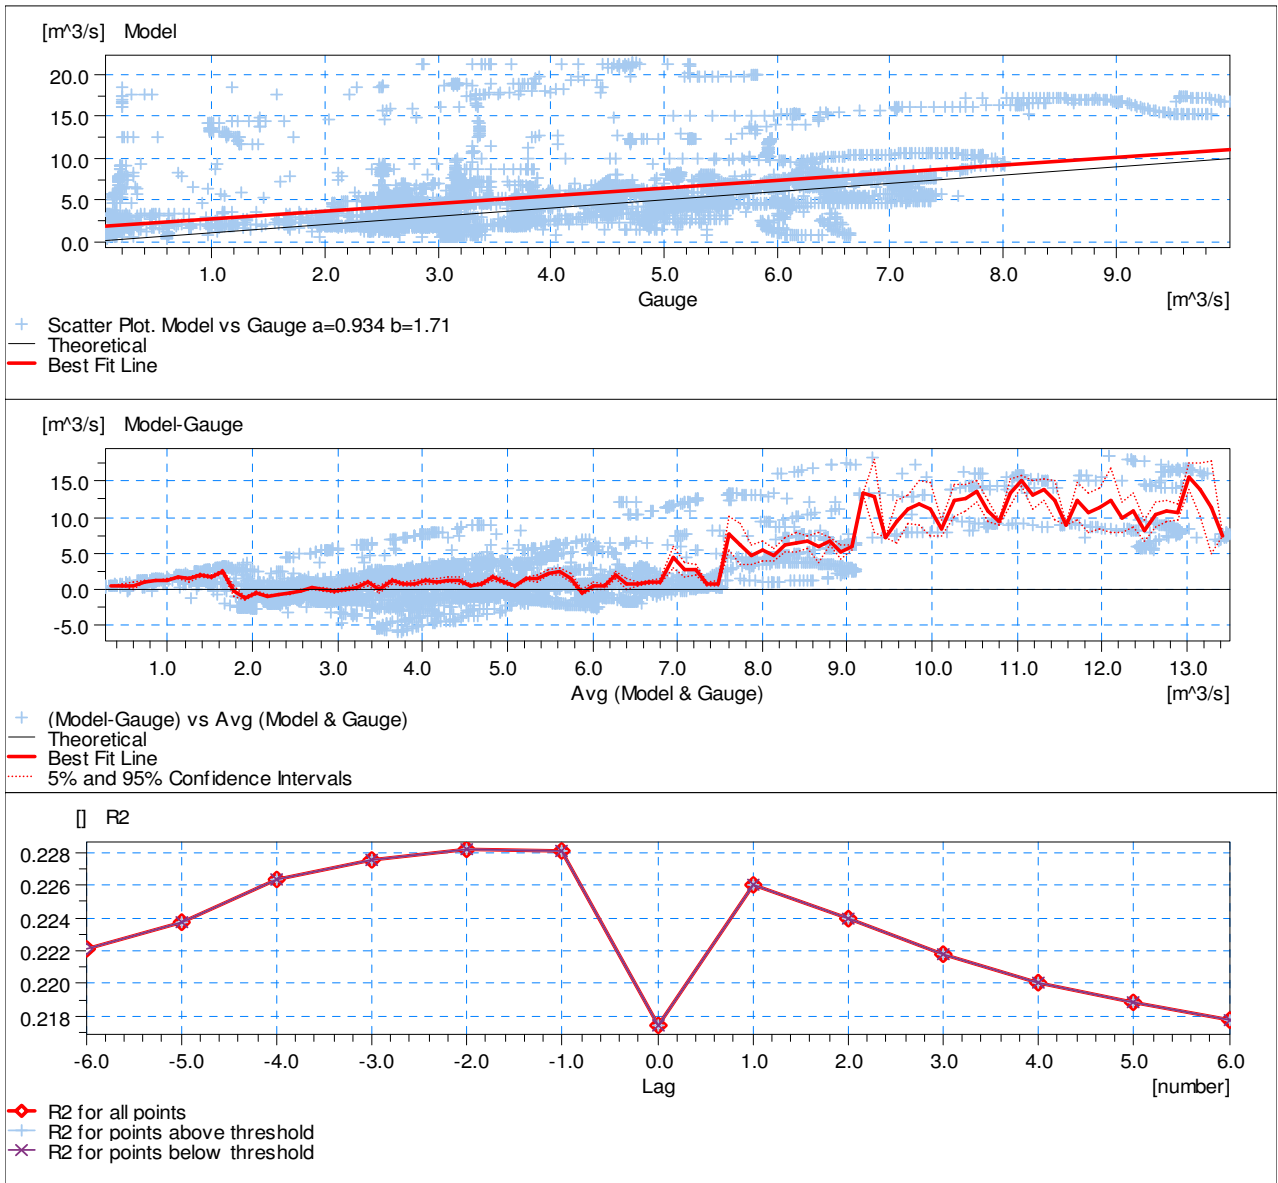 [m^3/s] Model
20.0
15.0
10.0
5.0
0.0
1.0 2.0 3.0 4.0 5.0 6.0 7.0 8.0 9.0
Gauge [m^3/s]
Scatter Plot. Model vs Gauge a=0.934 b=1.71
Theoretical
Best Fit Line
[m^3/s] Model-Gauge
15.0
10.0
5.0
0.0
-5.0
1.0 2.0 3.0 4.0 5.0 6.0 7.0 8.0 9.0 10.0 11.0 12.0 13.0
Avg (Model & Gauge) [m^3/s]
(Model-Gauge) vs Avg (Model & Gauge)
Theoretical
Best Fit Line
5% and 95% Confidence Intervals
[] R2
0.228
0.226
0.224
0.222
0.220
0.218
-6.0 -5.0 -4.0 -3.0 -2.0 -1.0 0.0 1.0 2.0 3.0 4.0 5.0 6.0
Lag [number]
R2 for all points
R2 for points above threshold
R2 for points below threshold